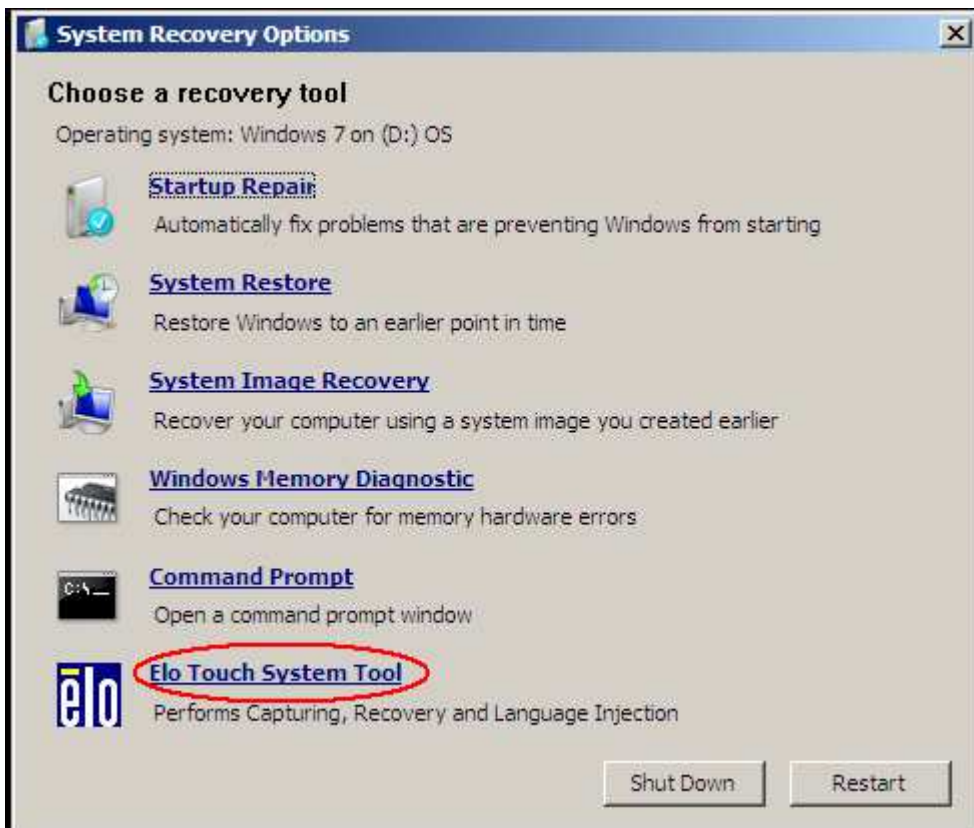 System Recovery Options
Choose a recovery tool
Operating system: Windows 7 on (D:) OS
Startup Repair
Automatically fix problems that are preventing Windows from starting
System Restore
Restore Windows to an earlier point in time
System Image Recovery
Recover your computer using a system image you created earlier
Windows Memory Diagnostic
Check your computer for memory hardware errors
C:\_
Command Prompt
Open a command prompt window
ēlo
Elo Touch System Tool
Performs Capturing, Recovery and Language Injection
Shut Down
Restart